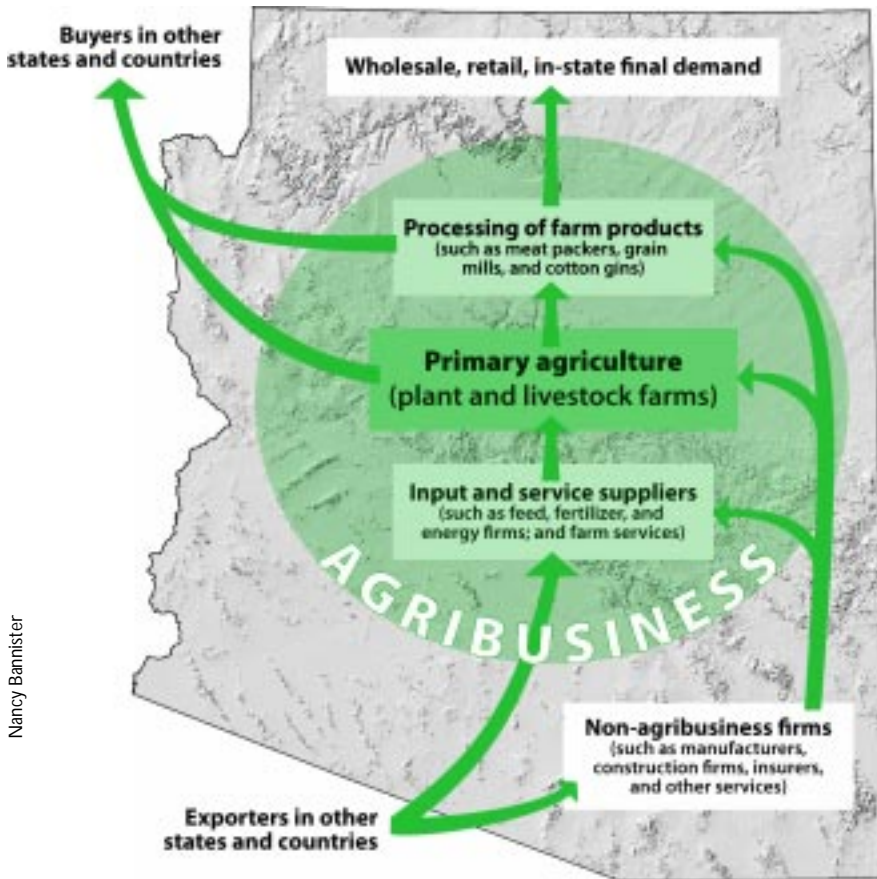 Buyers in other
states and countries
Wholesale, retail, in-state final demand
Processing of farm products
(such as meat packers, grain
mills, and cotton gins)
Primary agriculture
(plant and livestock farms)
Input and service suppliers
(such as feed, fertilizer, and
energy firms; and farm services)
AGRIBUSINESS
Non-agribusiness firms
(such as manufacturers,
construction firms, insurers,
and other services)
Exporters in other
states and countries
Nancy Bannister